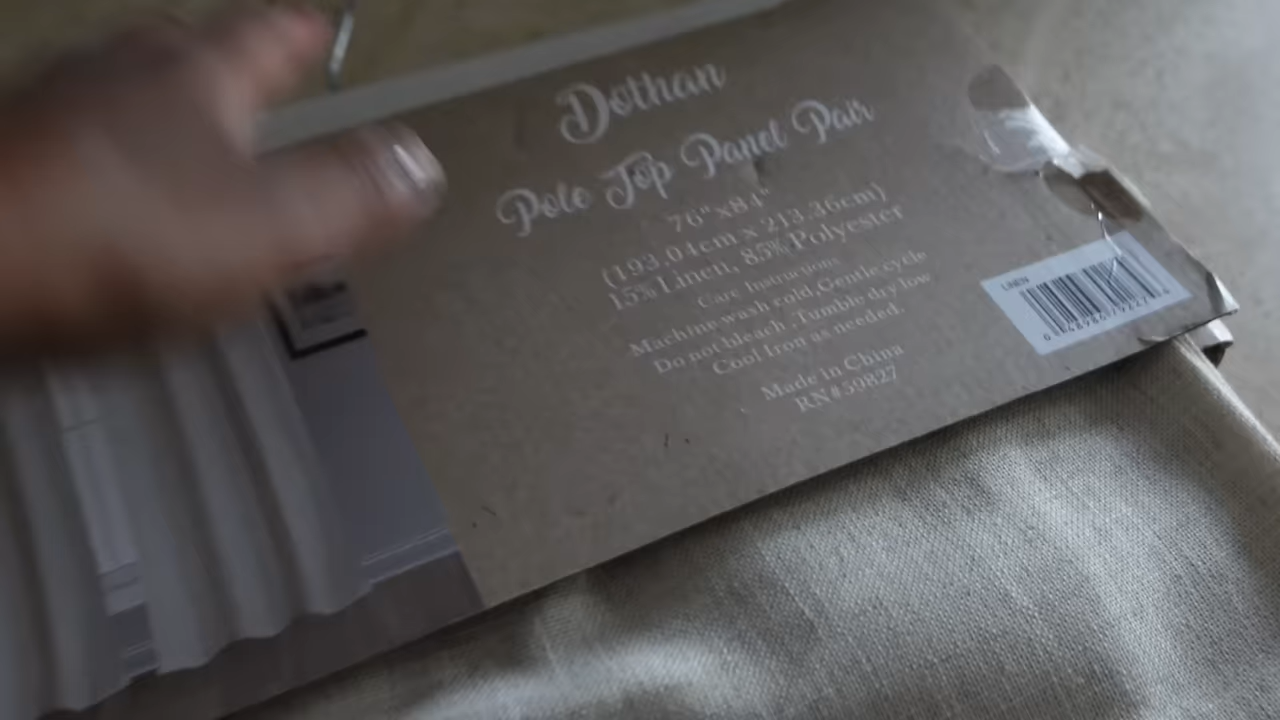 Dothan
Pole Top Panel Pair
76"x84"
(193.04cm x 213.36cm)
15% Linen, 85% Polyester
Care Instructions
Machine wash cold.Gentle cycle
Do not bleach .Tumble dry low
Cool Iron as needed.
Made in China
RN#59827
LINEN